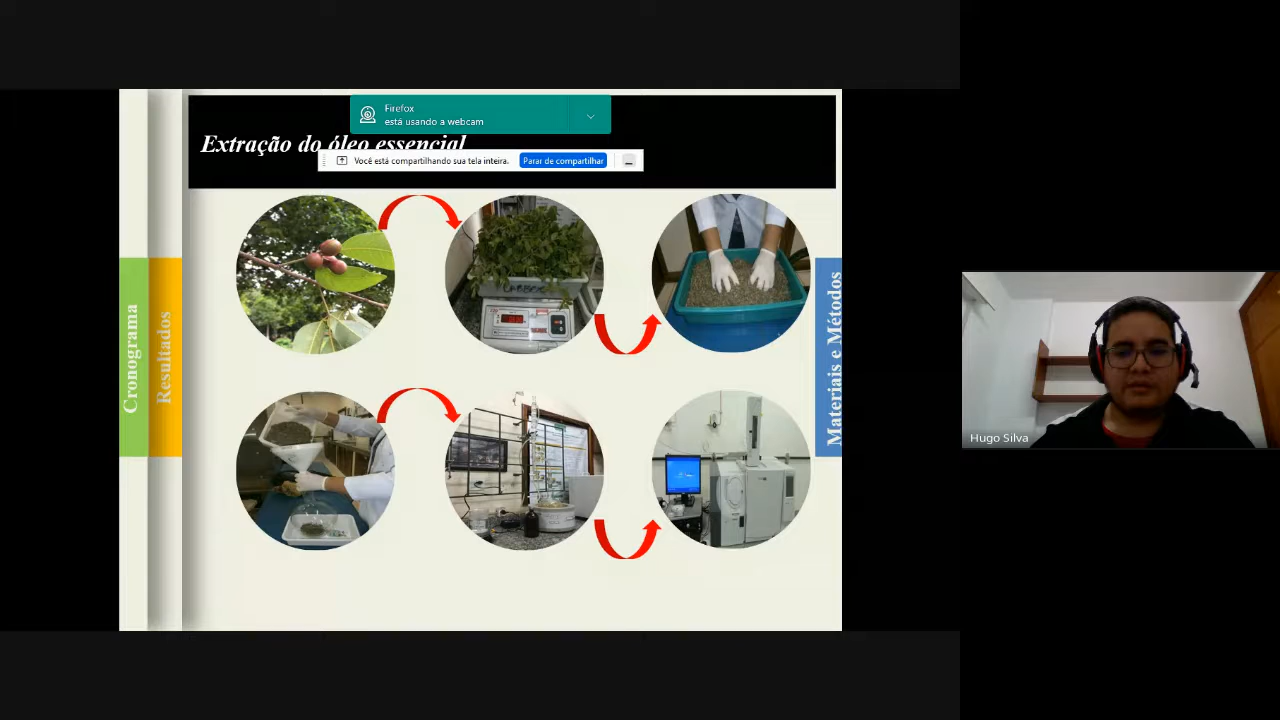 Firefox
está usando a webcam
Extração do óleo essencial
Você está compartilhando sua tela inteira.
Parar de compartilhar
Cronograma
Resultados
Materiais e Métodos
Hugo Silva